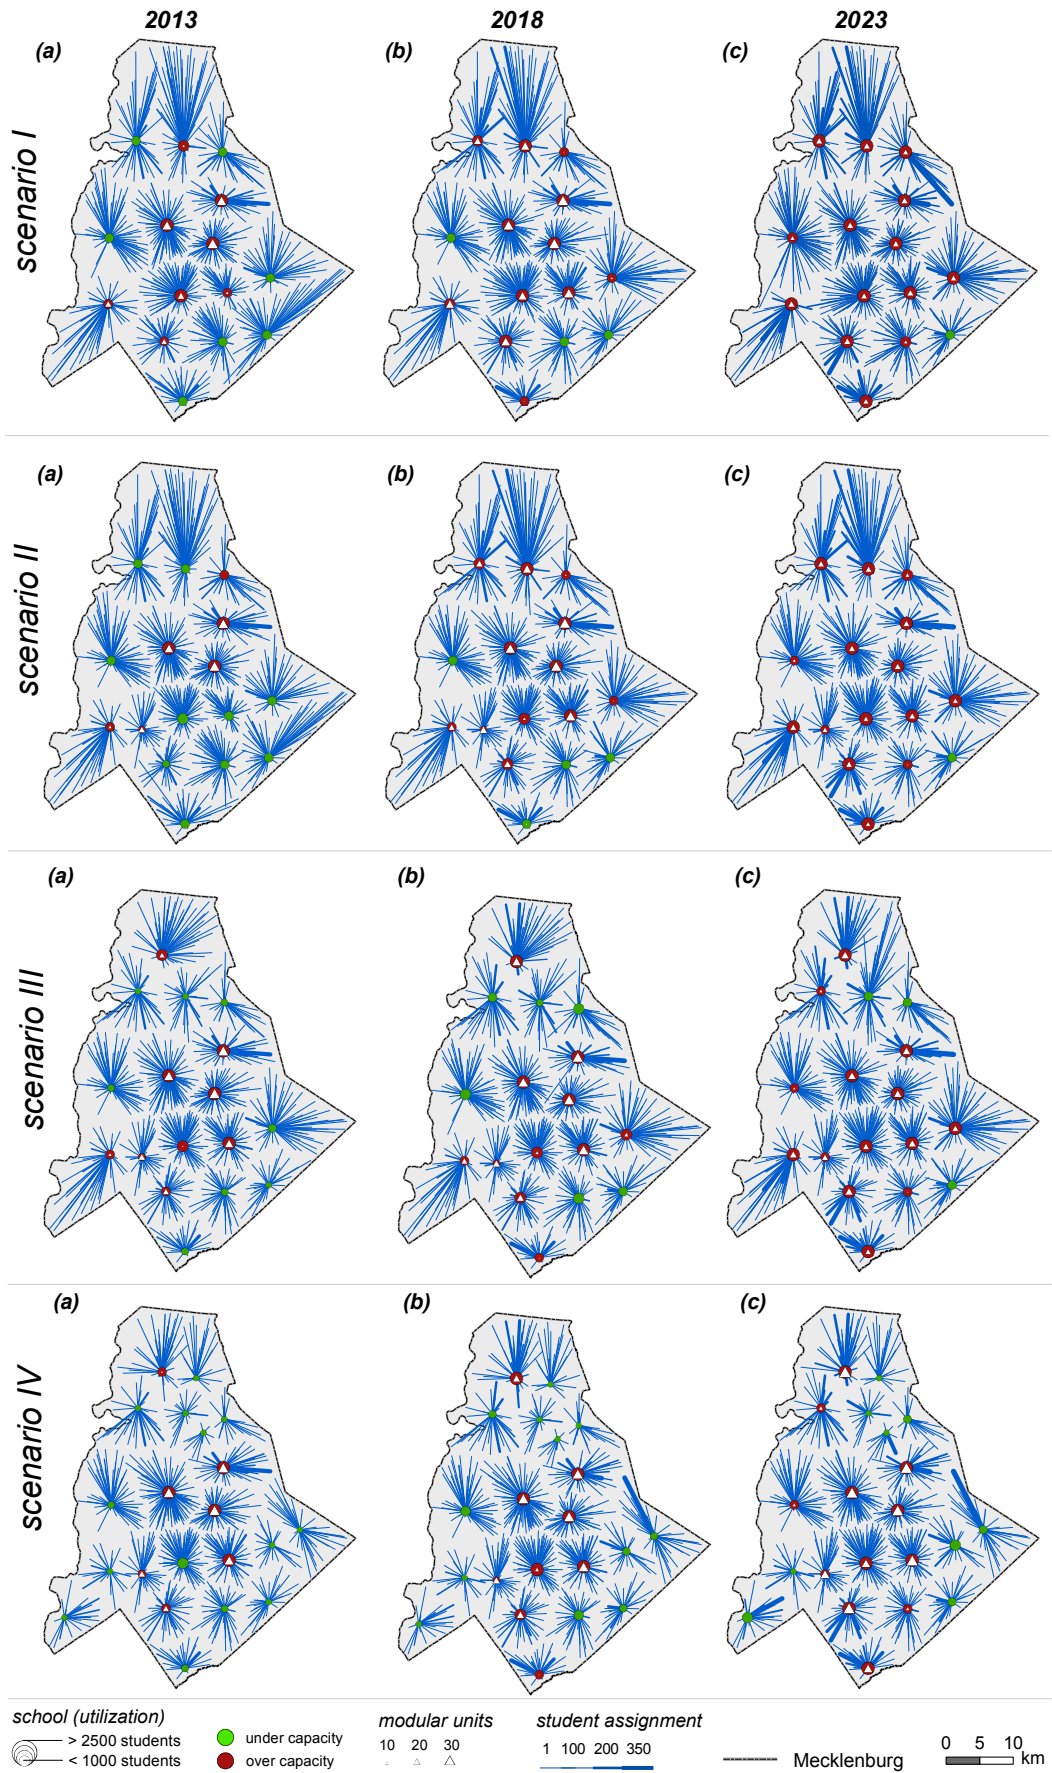 2013 2018 2023
(a) (b) (c)
scenario I
(a) (b) (c)
scenario II
(a) (b) (c)
scenario III
(a) (b) (c)
scenario IV
school (utilization) modular units student assignment
> 2500 students under capacity 10 20 30 1 100 200 350 Mecklenburg 0 5 10
< 1000 students over capacity km